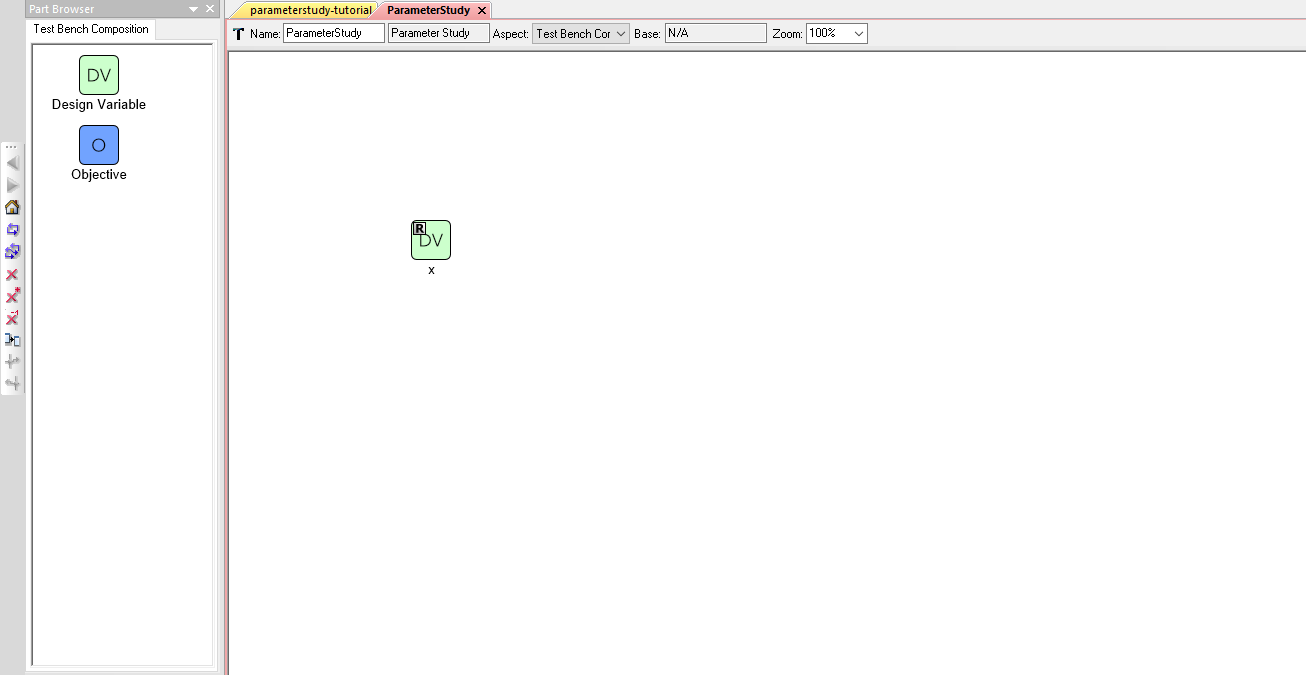 Part Browser
Test Bench Composition
DV
Design Variable
O
Objective
parameterstudy-tutorial
ParameterStudy
Name: ParameterStudy Parameter Study Aspect: Test Bench Cor Base: N/A Zoom: 100%
R
DV
x